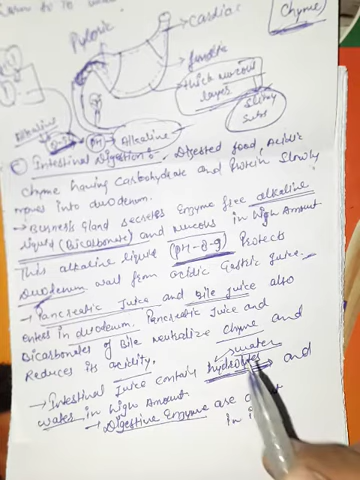 Chyme
Cardiac
Pyloric
fundic
thick mucous
layers
Alkaline
PH
Alkaline
Intestinal Digestion:- Digested food, Acidic
Chyme having Carbohydrate and Protein Slowly
moves into duodenum.
→ Burner's Gland secretes Enzyme free alkaline
liquid (Bicarbonate) and mucous in high Amount
This alkaline liquid (PH-8-9) Protects
Duodenum wall from Acidic Gastric Juice.
→ Pancreatic Juice and Bile Juice also
enters in duodenum. Pancreatic Juice and
Bicarbonates of Bile neutralize Chyme and
Reduces its acidity.
water
→ Intestinal Juice contain hydrolytes and
water in high Amount.
→ Digestive Enzyme are
in